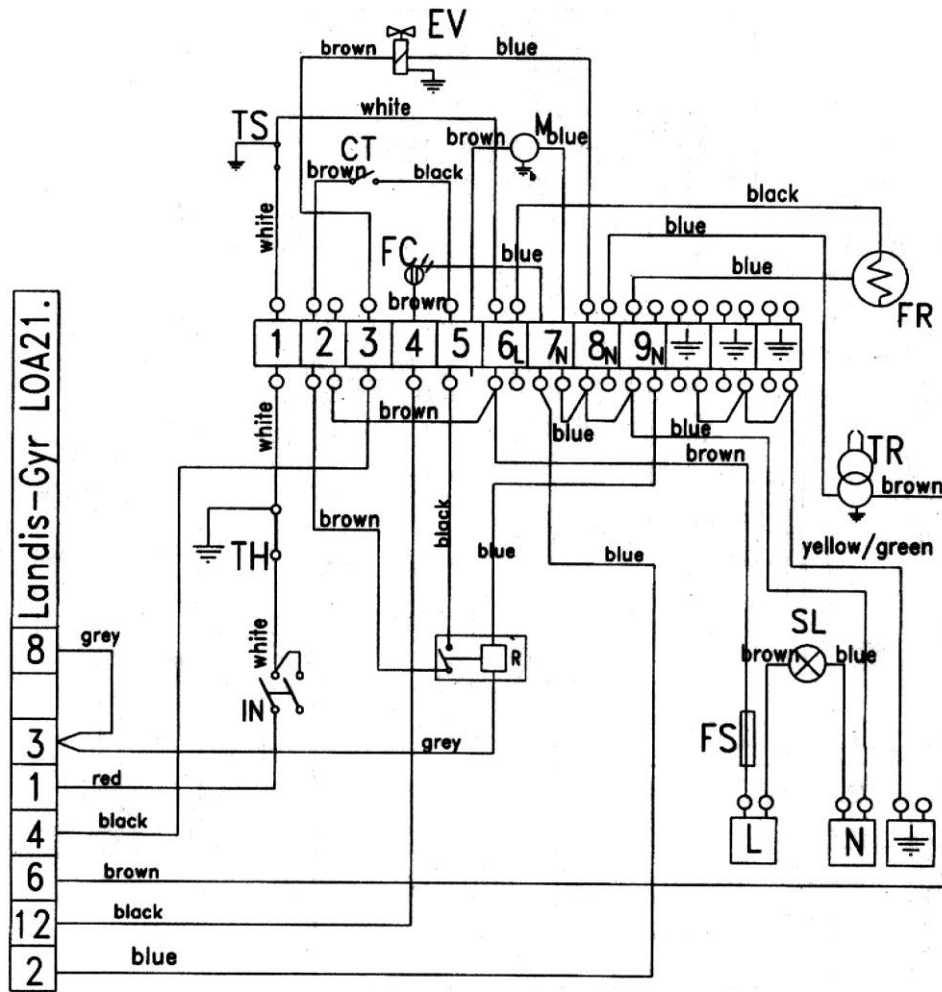 EV
brown
blue
white
TS
CT
brown
black
brown
M
blue
black
blue
white
FC
blue
blue
brown
FR
1
2
3
4
5
6L
7N
8N
9N
white
brown
blue
blue
brown
TR
brown
brown
black
blue
blue
yellow/green
TH
white
IN
R
grey
SL
brown
blue
FS
L
N
Landis-Gyr LOA21.
8
grey
3
1
red
4
black
6
brown
12
black
2
blue